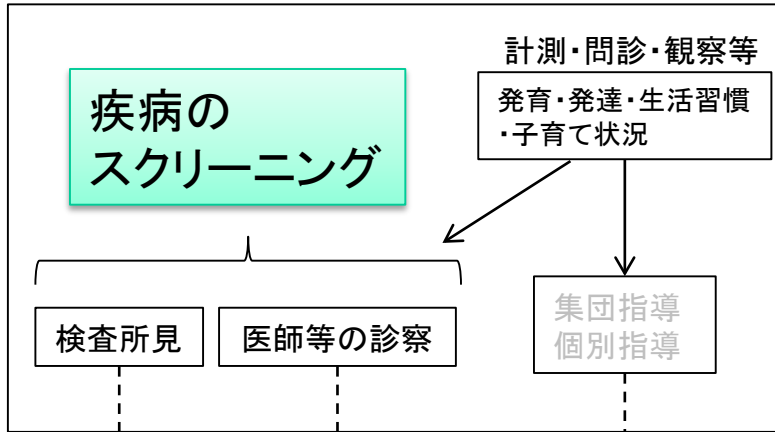 計測・問診・観察等
疾病の
スクリーニング
発育・発達・生活習慣
・子育て状況
検査所見
医師等の診察
集団指導
個別指導